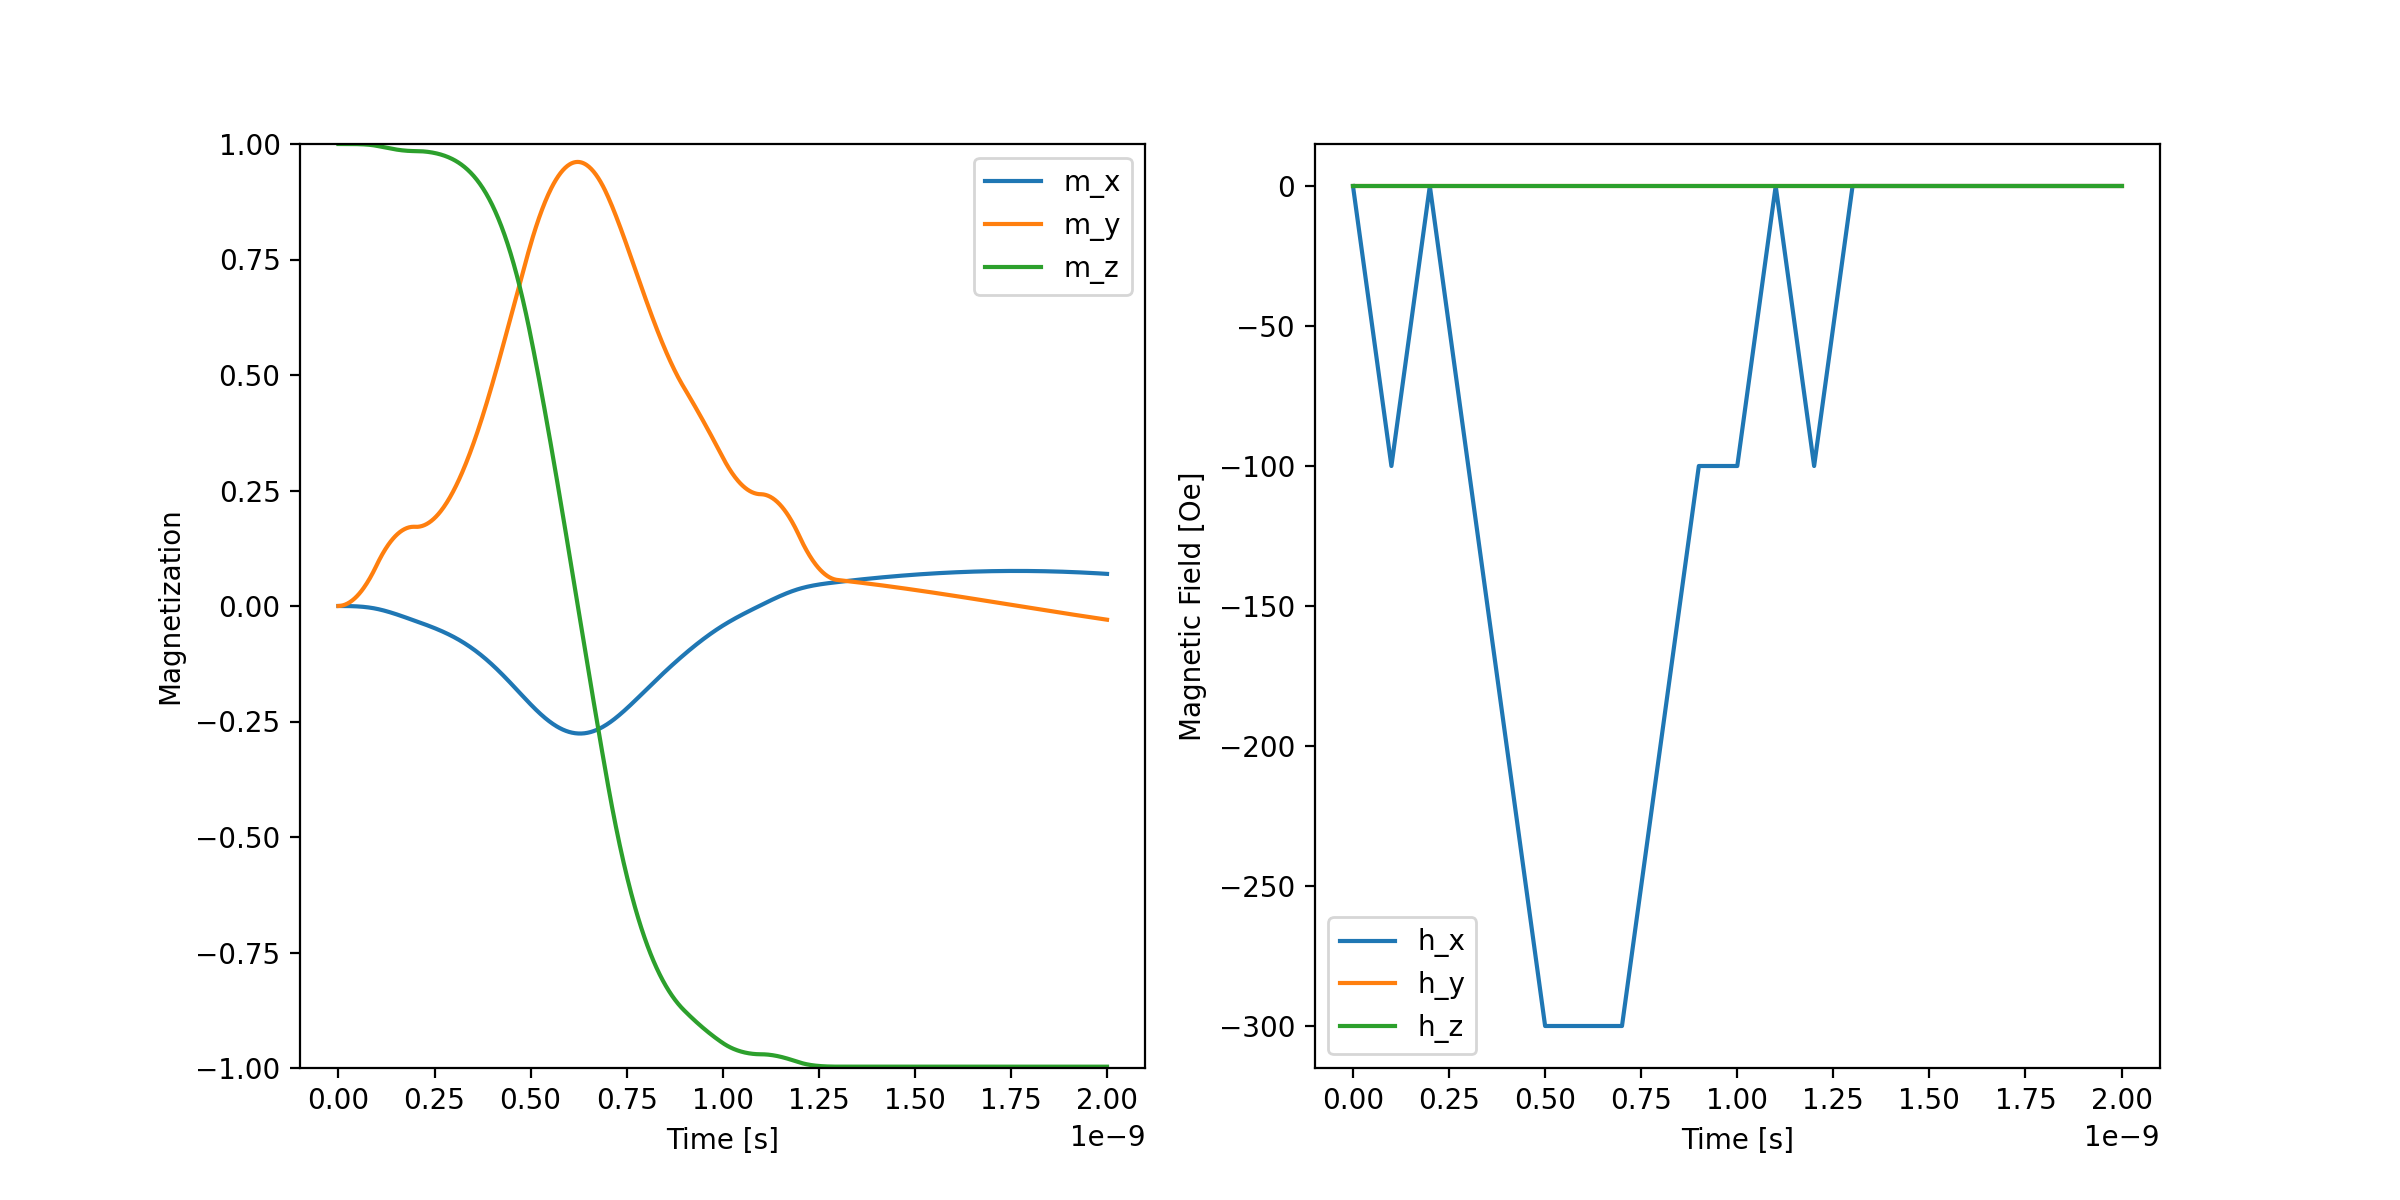 1.00
0.75
0.50
0.25
0.00
−0.25
−0.50
−0.75
−1.00
Magnetization
m_x
m_y
m_z
0.00 0.25 0.50 0.75 1.00 1.25 1.50 1.75 2.00
Time [s]
1e−9
0
−50
−100
−150
−200
−250
−300
Magnetic Field [Oe]
h_x
h_y
h_z
0.00 0.25 0.50 0.75 1.00 1.25 1.50 1.75 2.00
Time [s]
1e−9